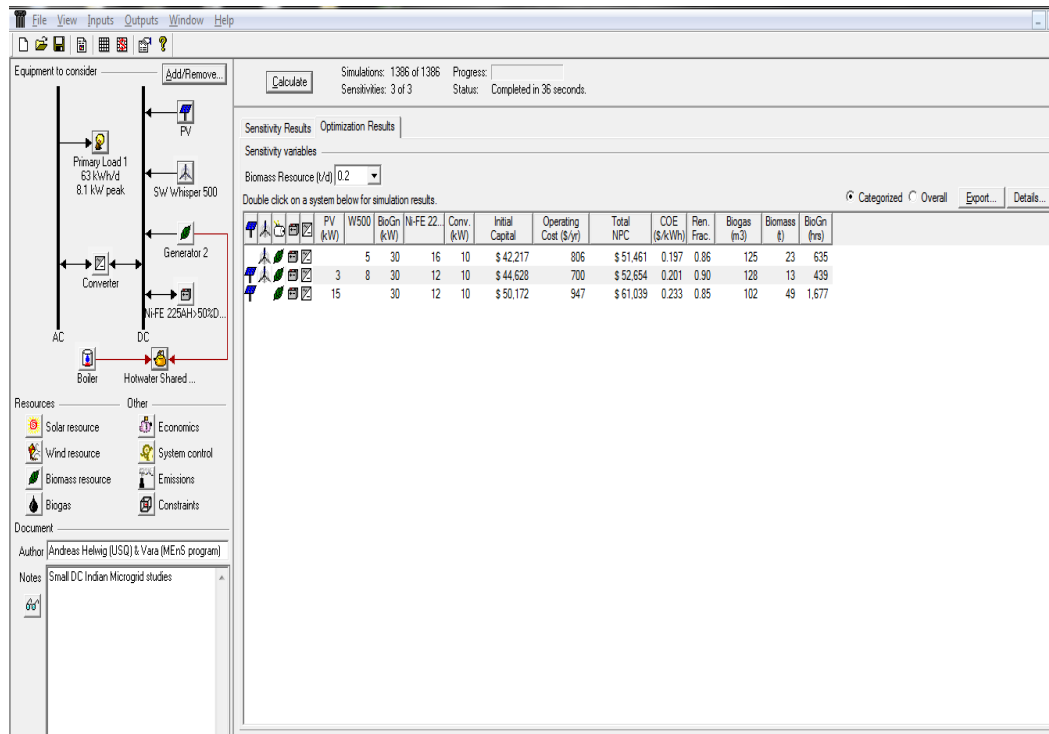 File View Inputs Outputs Window Help
Equipment to consider Add/Remove...
PV
Primary Load 1
63 kWh/d
8.1 kW peak
SW Whisper 500
Generator 2
Converter
Ni-FE 225AH>50%D...
AC DC
Boiler Hotwater Shared ...
Resources Other
Solar resource Economics
Wind resource System control
Biomass resource Emissions
Biogas Constraints
Document
Author Andreas Helwig (USQ) & Vara (MEnS program)
Notes Small DC Indian Microgrid studies
Calculate
Simulations: 1386 of 1386 Progress:
Sensitivities: 3 of 3 Status: Completed in 36 seconds.
Sensitivity Results Optimization Results
Sensitivity variables
Biomass Resource (t/d) 0.2
Double click on a system below for simulation results.
Categorized Overall Export... Details...
PV (kW) W500 BioGn (kW) Ni-FE 22... Conv. (kW) Initial Capital Operating Cost ($/yr) Total NPC COE ($/kWh) Ren. Frac. Biogas (m3) Biomass (t) BioGn (hrs)
5 30 16 10 $ 42,217 806 $ 51,461 0.197 0.86 125 23 635
3 8 30 12 10 $ 44,628 700 $ 52,654 0.201 0.90 128 13 439
15 30 12 10 $ 50,172 947 $ 61,039 0.233 0.85 102 49 1,677